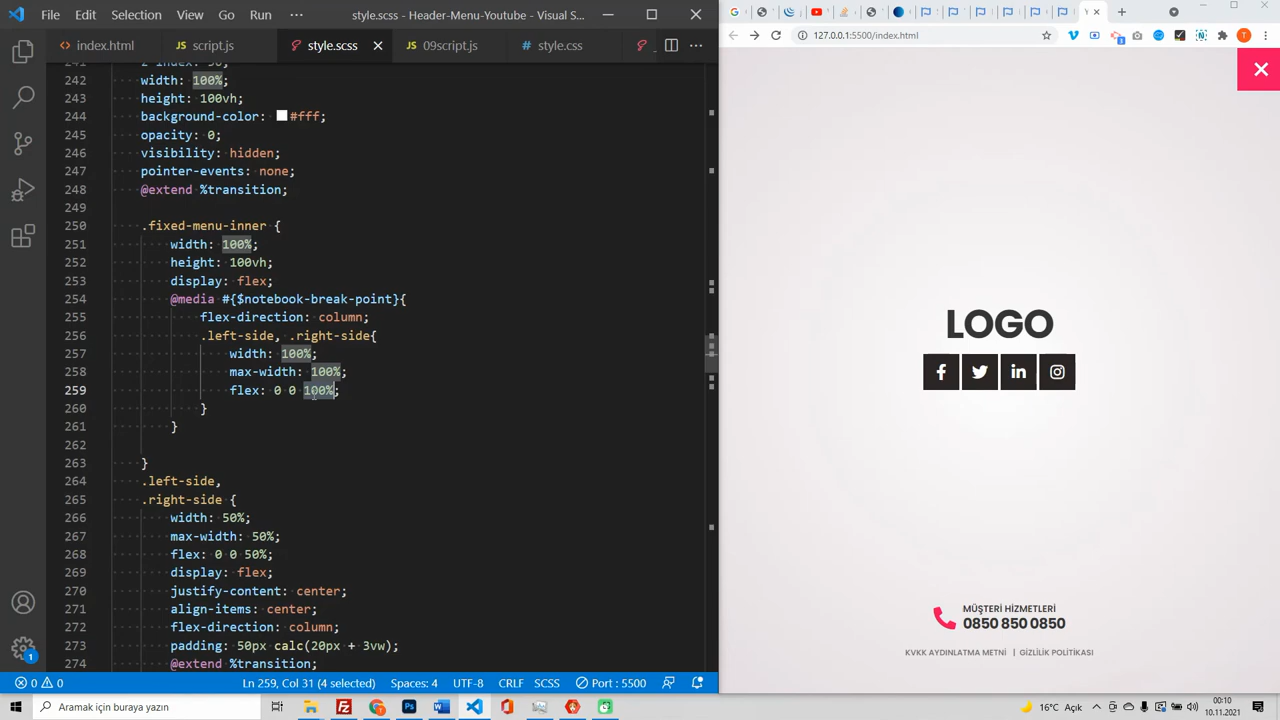 File Edit Selection View Go Run ··· style.scss - Header-Menu-Youtube - Visual S...
index.html script.js style.scss 09script.js style.css
127.0.0.1:5500/index.html
242 width: 100%;
243 height: 100vh;
244 background-color: #fff;
245 opacity: 0;
246 visibility: hidden;
247 pointer-events: none;
248 @extend %transition;
249
250 .fixed-menu-inner {
251 width: 100%;
252 height: 100vh;
253 display: flex;
254 @media #{$notebook-break-point}{
255 flex-direction: column;
256 .left-side, .right-side{
257 width: 100%;
258 max-width: 100%;
259 flex: 0 0 100%;
260 }
261 }
262
263 }
264 .left-side,
265 .right-side {
266 width: 50%;
267 max-width: 50%;
268 flex: 0 0 50%;
269 display: flex;
270 justify-content: center;
271 align-items: center;
272 flex-direction: column;
273 padding: 50px calc(20px + 3vw);
274 @extend %transition;
LOGO
MÜŞTERİ HİZMETLERİ
0850 850 0850
KVKK AYDINLATMA METNİ | GİZLİLİK POLİTİKASI
0 0 Ln 259, Col 31 (4 selected) Spaces: 4 UTF-8 CRLF SCSS Port : 5500
Aramak için buraya yazın
16°C Açık
00:10
10.11.2021